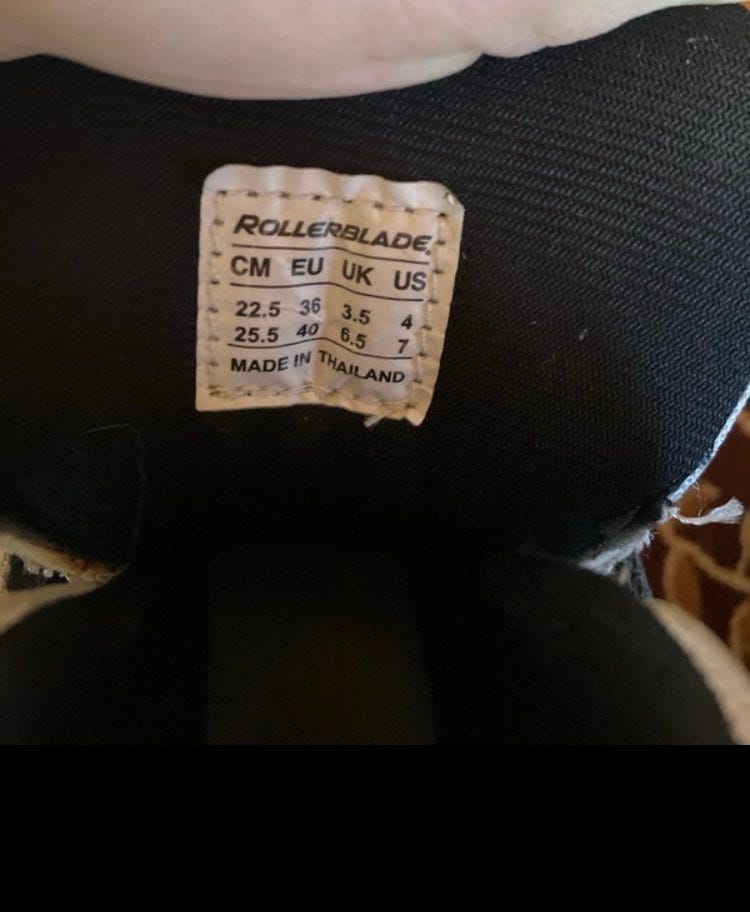 ROLLERBLADE.
CM EU UK US
22.5 36 3.5 4
25.5 40 6.5 7
MADE IN THAILAND